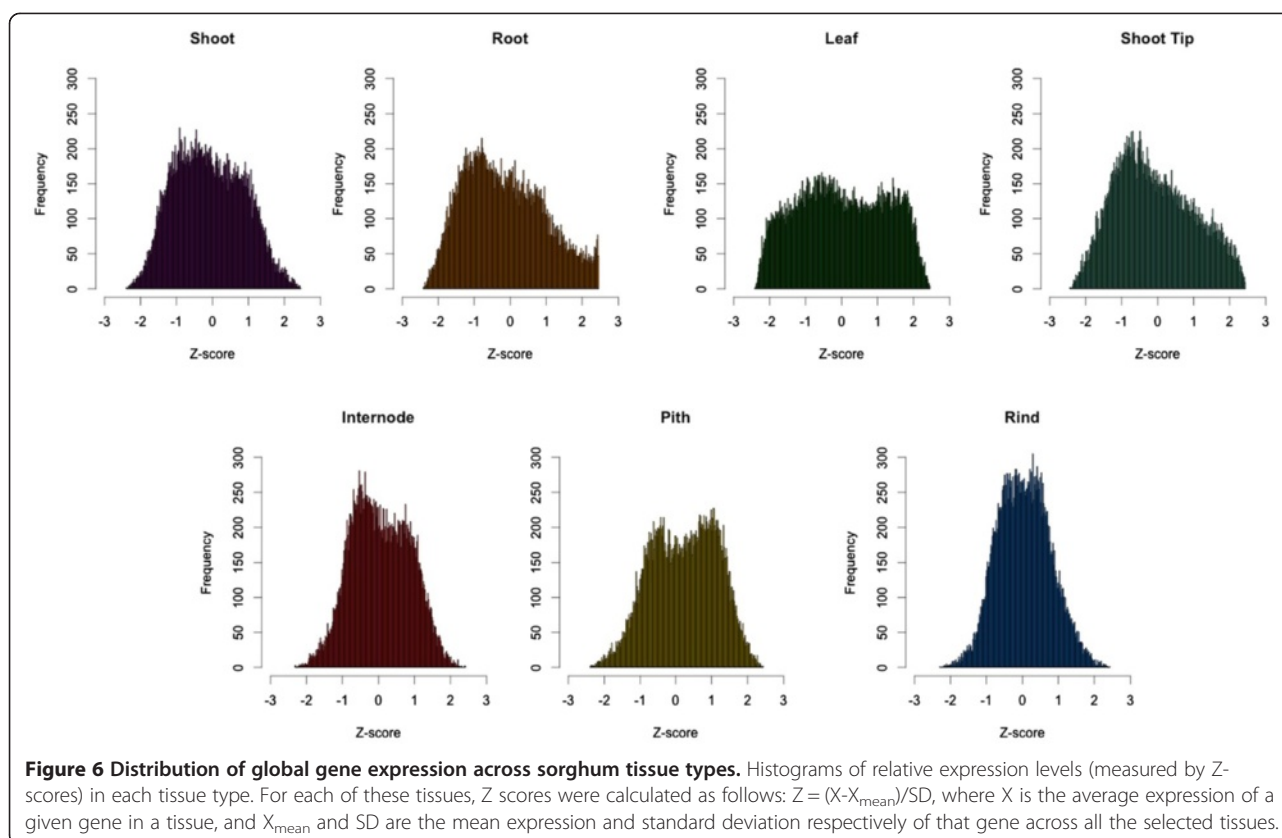 Shoot
Root
Leaf
Shoot Tip
Frequency
0 50 100 150 200 250 300
-3 -2 -1 0 1 2 3
Z-score
Frequency
0 50 100 150 200 250 300
-3 -2 -1 0 1 2 3
Z-score
Frequency
0 50 100 150 200 250 300
-3 -2 -1 0 1 2 3
Z-score
Frequency
0 50 100 150 200 250 300
-3 -2 -1 0 1 2 3
Z-score
Internode
Pith
Rind
Frequency
0 50 100 150 200 250 300
-3 -2 -1 0 1 2 3
Z-score
Frequency
0 50 100 150 200 250 300
-3 -2 -1 0 1 2 3
Z-score
Frequency
0 50 100 150 200 250 300
-3 -2 -1 0 1 2 3
Z-score
Figure 6 Distribution of global gene expression across sorghum tissue types. Histograms of relative expression levels (measured by Z-
scores) in each tissue type. For each of these tissues, Z scores were calculated as follows: Z = (X-Xmean)/SD, where X is the average expression of a
given gene in a tissue, and Xmean and SD are the mean expression and standard deviation respectively of that gene across all the selected tissues.